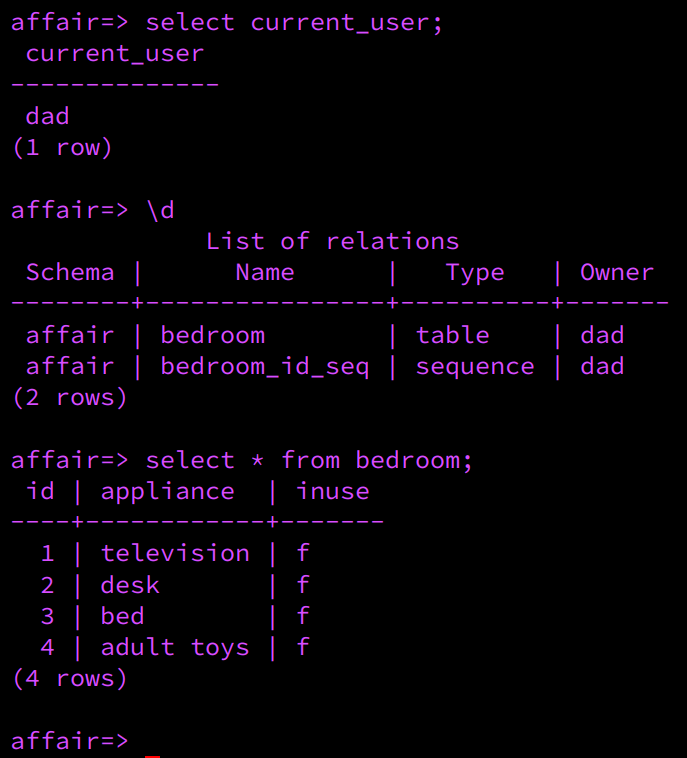 affair=> select current_user;
 current_user
--------------
 dad
(1 row)

affair=> \d
             List of relations
 Schema |      Name      |   Type   | Owner
--------+----------------+----------+-------
 affair | bedroom        | table    | dad
 affair | bedroom_id_seq | sequence | dad
(2 rows)

affair=> select * from bedroom;
 id | appliance  | inuse
----+------------+-------
  1 | television | f
  2 | desk       | f
  3 | bed        | f
  4 | adult toys | f
(4 rows)

affair=>